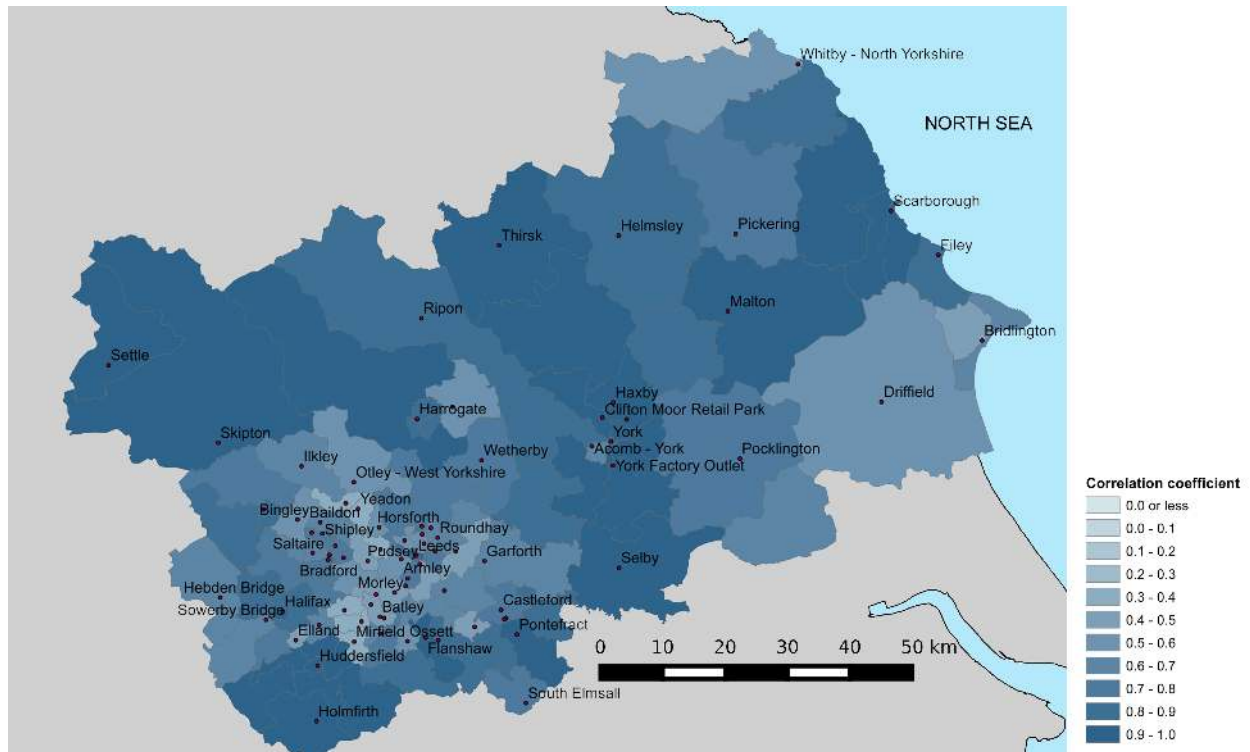 Whitby - North Yorkshire
NORTH SEA
Scarborough
Thirsk
Helmsley
Pickering
Filey
Malton
Ripon
Bridlington
Settle
Driffield
Haxby
Harrogate
Clifton Moor Retail Park
York
Skipton
Acomb - York
Wetherby
Pocklington
Ilkley
York Factory Outlet
Otley - West Yorkshire
Yeadon
Bingley
Baildon
Horsforth
Shipley
Roundhay
Saltaire
Pudsey
Leeds
Garforth
Selby
Bradford
Armley
Hebden Bridge
Morley
Halifax
Batley
Castleford
Sowerby Bridge
Elland
Mirfield
Ossett
Pontefract
Flanshaw
Huddersfield
South Elmsall
Holmfirth
0 10 20 30 40 50 km
Correlation coefficient
0.0 or less
0.0 - 0.1
0.1 - 0.2
0.2 - 0.3
0.3 - 0.4
0.4 - 0.5
0.5 - 0.6
0.6 - 0.7
0.7 - 0.8
0.8 - 0.9
0.9 - 1.0